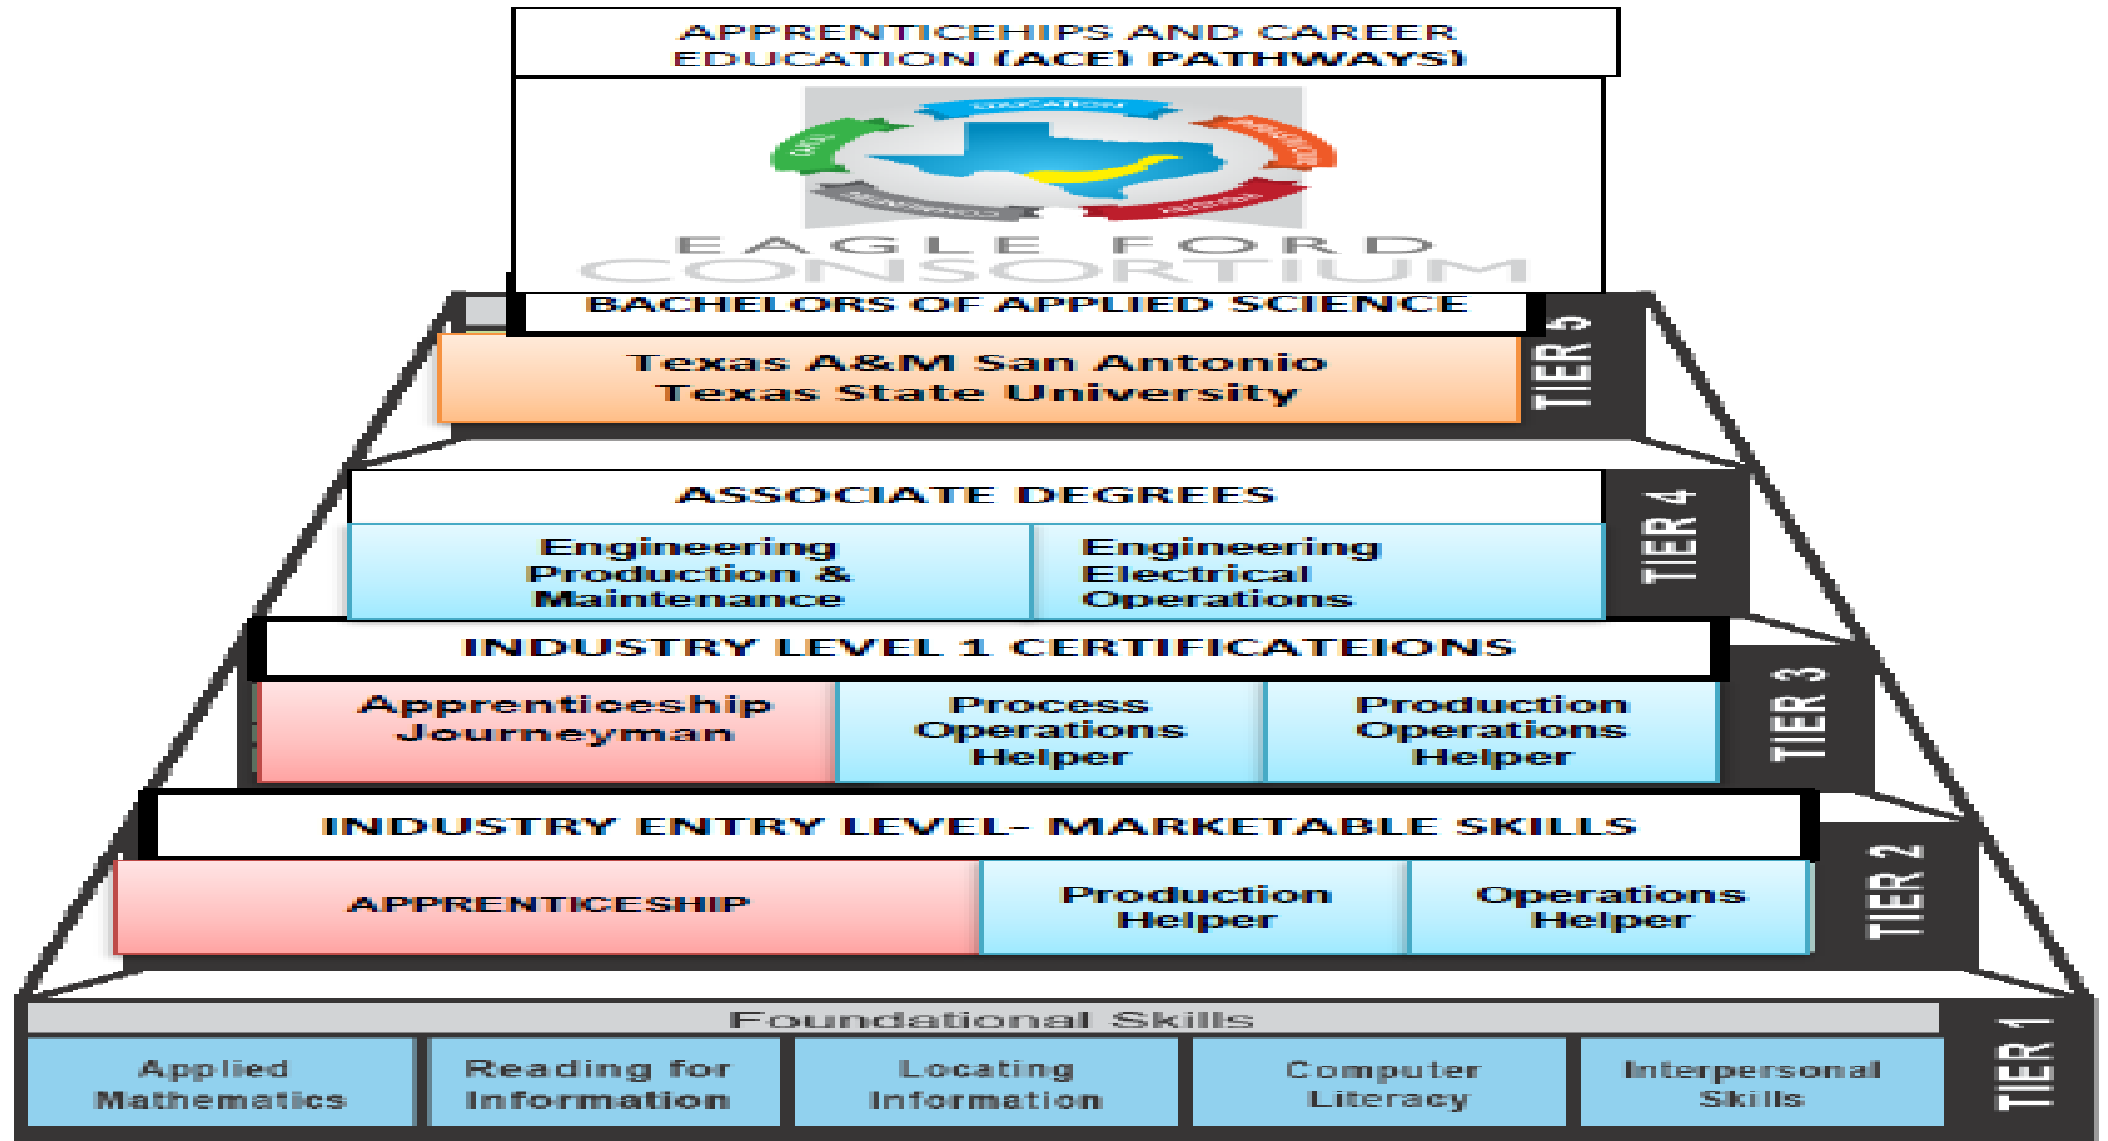 APPRENTICEHIPS AND CAREER
EDUCATION (ACE) PATHWAYS)
EDUCATION
EAGLE FORD
CONSORTIUM
BACHELORS OF APPLIED SCIENCE
Texas A&M San Antonio
Texas State University
TIER 5
ASSOCIATE DEGREES
Engineering
Production &
Maintenance
Engineering
Electrical
Operations
TIER 4
INDUSTRY LEVEL 1 CERTIFICATEIONS
Apprenticeship
Journeyman
Process
Operations
Helper
Production
Operations
Helper
TIER 3
INDUSTRY ENTRY LEVEL- MARKETABLE SKILLS
APPRENTICESHIP
Production
Helper
Operations
Helper
TIER 2
Foundational Skills
Applied
Mathematics
Reading for
Information
Locating
Information
Computer
Literacy
Interpersonal
Skills
TIER 1